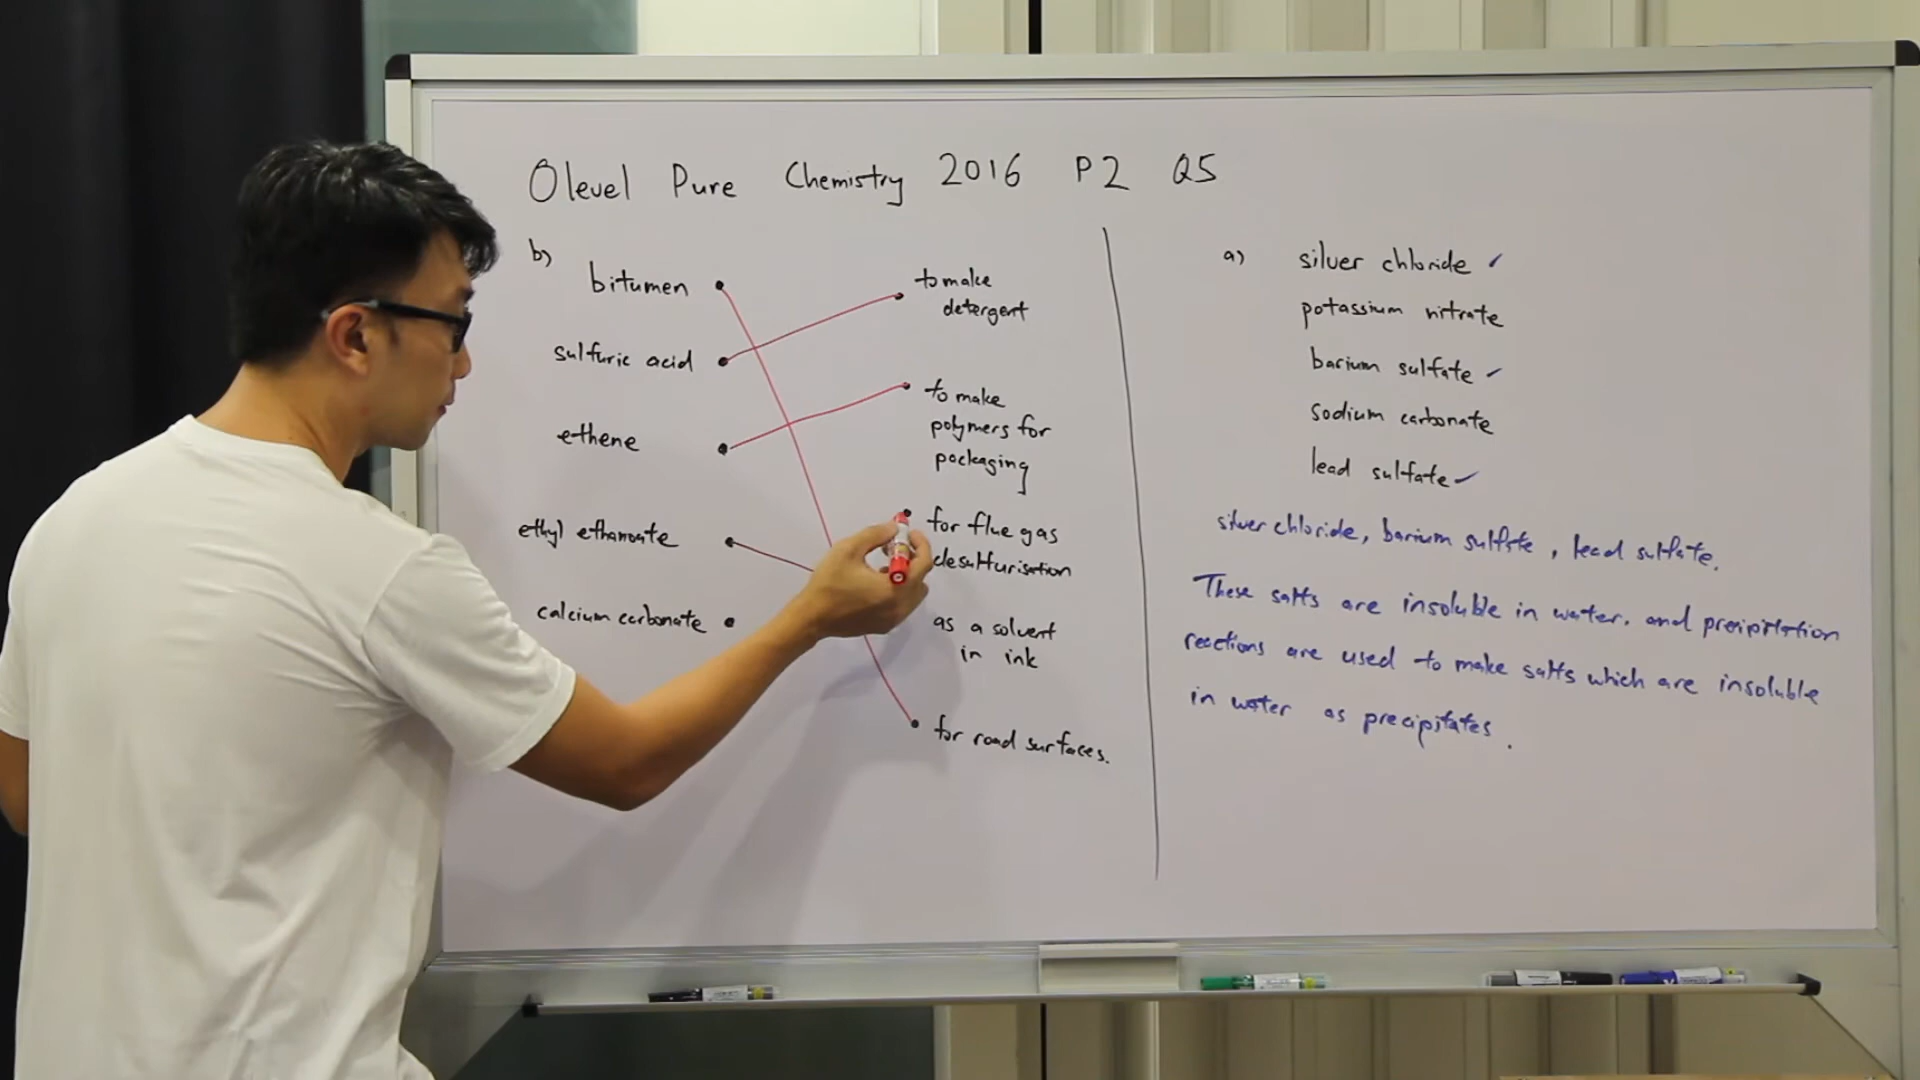 O level Pure Chemistry 2016 P2 Q5
b)
bitumen
sulfuric acid
ethene
ethyl ethanoate
calcium carbonate
to make
detergent
to make
polymers for
packaging
for flue gas
desulfurisation
as a solvent
in ink
for road surfaces.
a) silver chloride ✓
potassium nitrate
barium sulfate ✓
sodium carbonate
lead sulfate ✓
silver chloride, barium sulfate, lead sulfate.
These salts are insoluble in water. and precipitation
reactions are used to make salts which are insoluble
in water as precipitates.